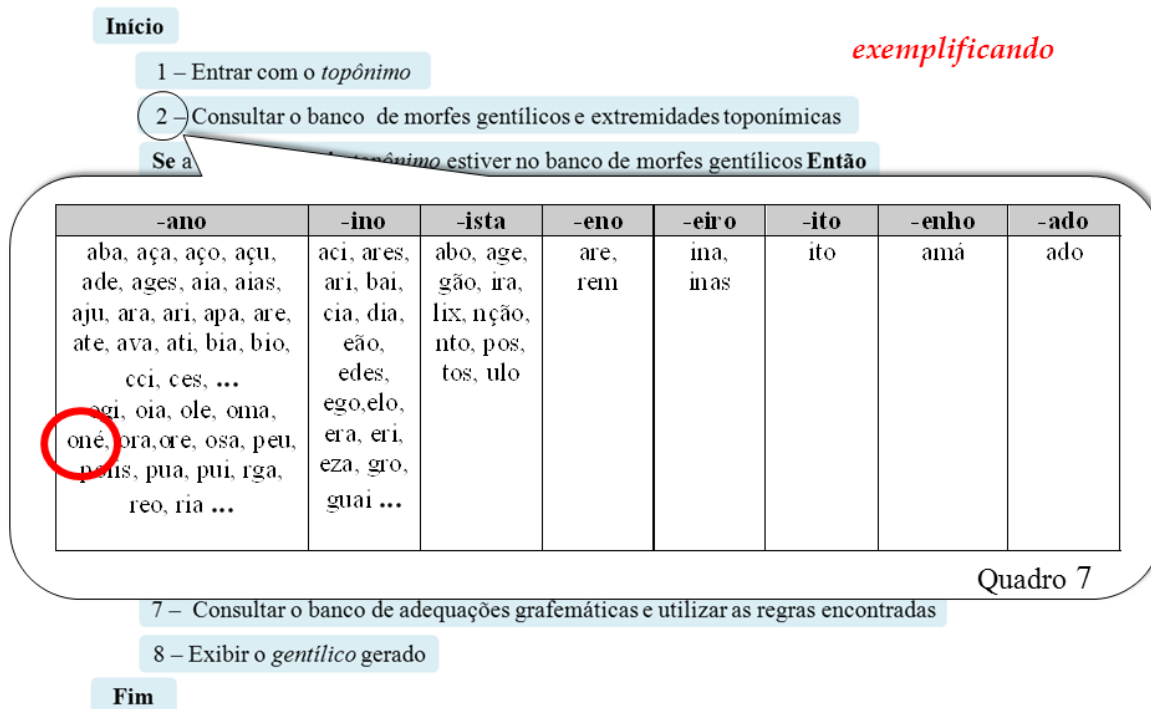 Início
exemplificando
1 – Entrar com o topônimo
2 – Consultar o banco de morfes gentílicos e extremidades toponímicas
Se a topônimo estiver no banco de morfes gentílicos Então
-ano -ino -ista -eno -eiro -ito -enho -ado
aba, aça, aço, açu, aci, ares, abo, age, are, ina, ito amá ado
ade, ages, aia, aias, ari, bai, gão, ira, rem inas
aju, ara, ari, apa, are, cia, dia, lix, nção,
ate, ava, ati, bia, bio, eão, nto, pos,
cci, ces, ... edes, tos, ulo
ogi, oia, ole, oma, ego,elo,
oné, ora,ore, osa, peu, era, eri,
polis, pua, pui, rga, eza, gro,
reo, ria ... guai ...
Quadro 7
7 – Consultar o banco de adequações grafemáticas e utilizar as regras encontradas
8 – Exibir o gentílico gerado
Fim